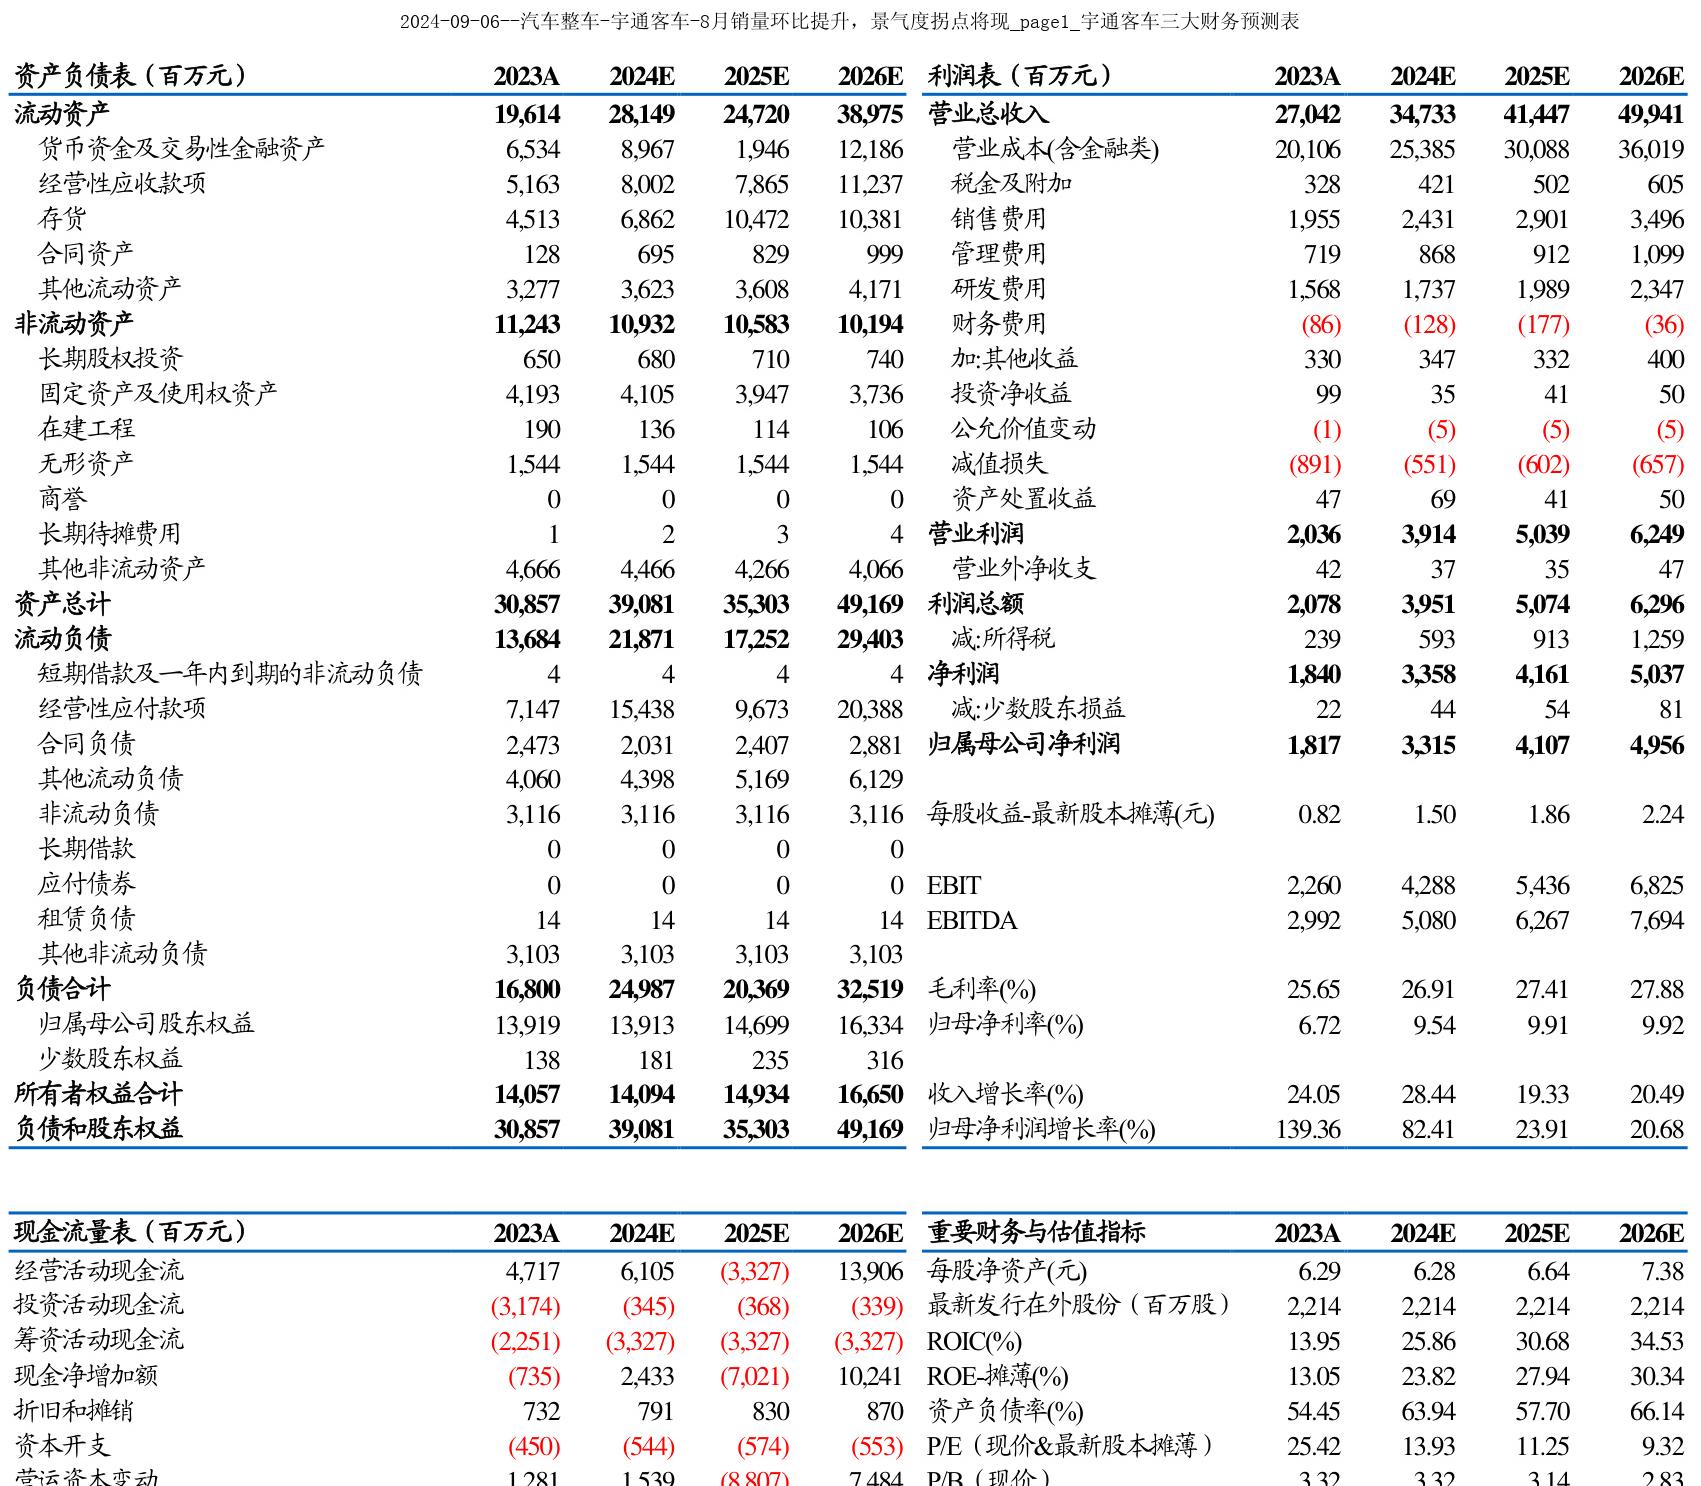 2024-09-06--汽车整车-宇通客车-8月销量环比提升，景气度拐点将现_page1_宇通客车三大财务预测表
资产负债表（百万元） 2023A 2024E 2025E 2026E
流动资产 19,614 28,149 24,720 38,975
货币资金及交易性金融资产 6,534 8,967 1,946 12,186
经营性应收款项 5,163 8,002 7,865 11,237
存货 4,513 6,862 10,472 10,381
合同资产 128 695 829 999
其他流动资产 3,277 3,623 3,608 4,171
非流动资产 11,243 10,932 10,583 10,194
长期股权投资 650 680 710 740
固定资产及使用权资产 4,193 4,105 3,947 3,736
在建工程 190 136 114 106
无形资产 1,544 1,544 1,544 1,544
商誉 0 0 0 0
长期待摊费用 1 2 3 4
其他非流动资产 4,666 4,466 4,266 4,066
资产总计 30,857 39,081 35,303 49,169
流动负债 13,684 21,871 17,252 29,403
短期借款及一年内到期的非流动负债 4 4 4 4
经营性应付款项 7,147 15,438 9,673 20,388
合同负债 2,473 2,031 2,407 2,881
其他流动负债 4,060 4,398 5,169 6,129
非流动负债 3,116 3,116 3,116 3,116
长期借款 0 0 0 0
应付债券 0 0 0 0
租赁负债 14 14 14 14
其他非流动负债 3,103 3,103 3,103 3,103
负债合计 16,800 24,987 20,369 32,519
归属母公司股东权益 13,919 13,913 14,699 16,334
少数股东权益 138 181 235 316
所有者权益合计 14,057 14,094 14,934 16,650
负债和股东权益 30,857 39,081 35,303 49,169
利润表（百万元） 2023A 2024E 2025E 2026E
营业总收入 27,042 34,733 41,447 49,941
营业成本(含金融类) 20,106 25,385 30,088 36,019
税金及附加 328 421 502 605
销售费用 1,955 2,431 2,901 3,496
管理费用 719 868 912 1,099
研发费用 1,568 1,737 1,989 2,347
财务费用 (86) (128) (177) (36)
加:其他收益 330 347 332 400
投资净收益 99 35 41 50
公允价值变动 (1) (5) (5) (5)
减值损失 (891) (551) (602) (657)
资产处置收益 47 69 41 50
营业利润 2,036 3,914 5,039 6,249
营业外净收支 42 37 35 47
利润总额 2,078 3,951 5,074 6,296
减:所得税 239 593 913 1,259
净利润 1,840 3,358 4,161 5,037
减:少数股东损益 22 44 54 81
归属母公司净利润 1,817 3,315 4,107 4,956
每股收益-最新股本摊薄(元) 0.82 1.50 1.86 2.24
EBIT 2,260 4,288 5,436 6,825
EBITDA 2,992 5,080 6,267 7,694
毛利率(%) 25.65 26.91 27.41 27.88
归母净利率(%) 6.72 9.54 9.91 9.92
收入增长率(%) 24.05 28.44 19.33 20.49
归母净利润增长率(%) 139.36 82.41 23.91 20.68
现金流量表（百万元） 2023A 2024E 2025E 2026E
经营活动现金流 4,717 6,105 (3,327) 13,906
投资活动现金流 (3,174) (345) (368) (339)
筹资活动现金流 (2,251) (3,327) (3,327) (3,327)
现金净增加额 (735) 2,433 (7,021) 10,241
折旧和摊销 732 791 830 870
资本开支 (450) (544) (574) (553)
营运资本变动 1,281 1,539 (8,807) 7,484
重要财务与估值指标 2023A 2024E 2025E 2026E
每股净资产(元) 6.29 6.28 6.64 7.38
最新发行在外股份（百万股） 2,214 2,214 2,214 2,214
ROIC(%) 13.95 25.86 30.68 34.53
ROE-摊薄(%) 13.05 23.82 27.94 30.34
资产负债率(%) 54.45 63.94 57.70 66.14
P/E（现价&最新股本摊薄） 25.42 13.93 11.25 9.32
P/B（现价） 3.32 3.32 3.14 2.83